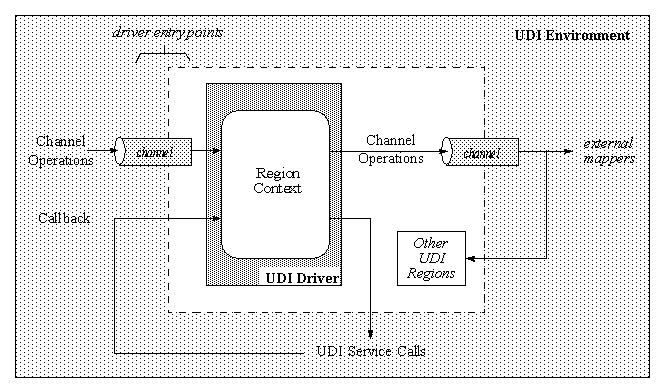 driver entry points
UDI Environment
Channel
Operations
channel
Channel
Operations
channel
external
mappers
Region
Context
Callback
Other
UDI
Regions
UDI Driver
UDI Service Calls